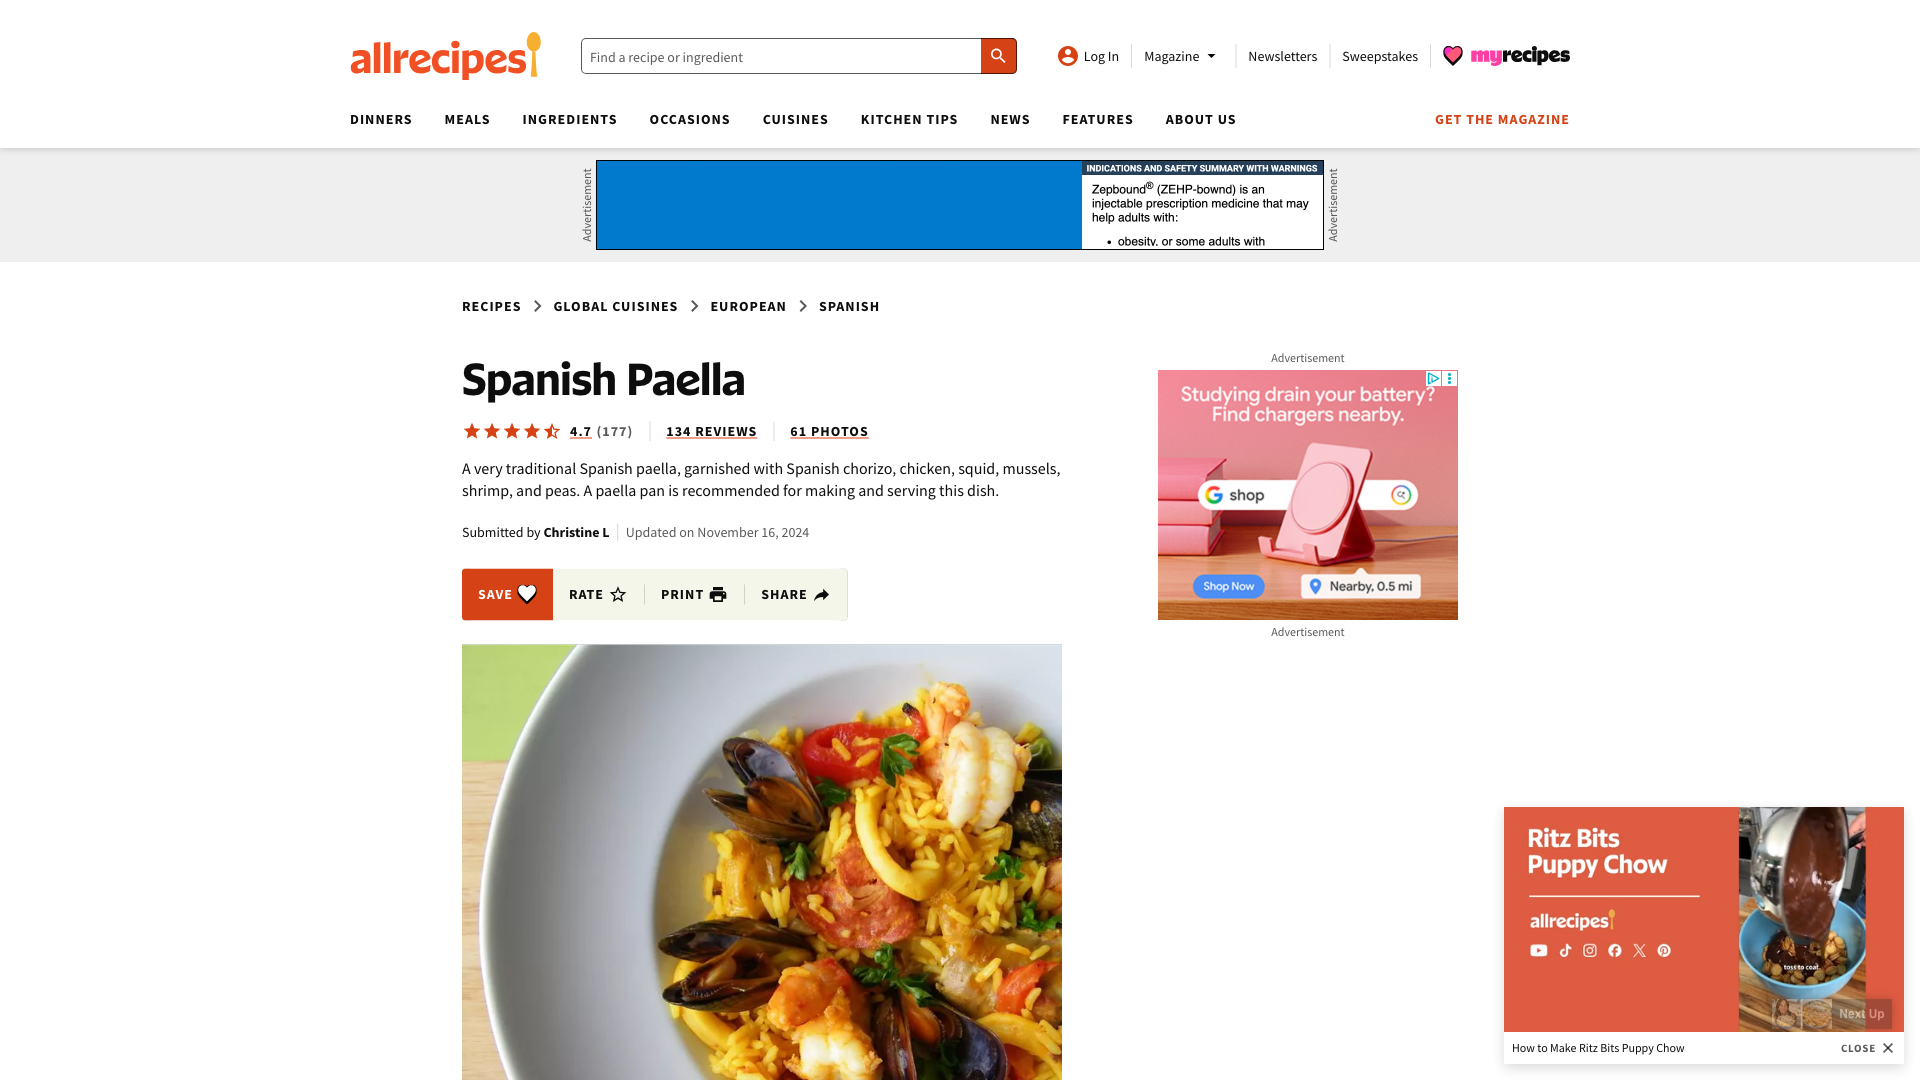 allrecipes
Find a recipe or ingredient
Log In
Magazine
Newsletters
Sweepstakes
myrecipes
DINNERS
MEALS
INGREDIENTS
OCCASIONS
CUISINES
KITCHEN TIPS
NEWS
FEATURES
ABOUT US
GET THE MAGAZINE
Advertisement
INDICATIONS AND SAFETY SUMMARY WITH WARNINGS
Zepbound® (ZEHP-bownd) is an
injectable prescription medicine that may
help adults with:
• obesity, or some adults with
Advertisement
RECIPES > GLOBAL CUISINES > EUROPEAN > SPANISH
Spanish Paella
4.7 (177)
134 REVIEWS
61 PHOTOS
A very traditional Spanish paella, garnished with Spanish chorizo, chicken, squid, mussels,
shrimp, and peas. A paella pan is recommended for making and serving this dish.
Submitted by Christine L
Updated on November 16, 2024
SAVE
RATE
PRINT
SHARE
Advertisement
Studying drain your battery?
Find chargers nearby.
G shop
Shop Now
Nearby, 0.5 mi
Advertisement
Ritz Bits
Puppy Chow
allrecipes
toss to coat.
Next Up
How to Make Ritz Bits Puppy Chow
CLOSE